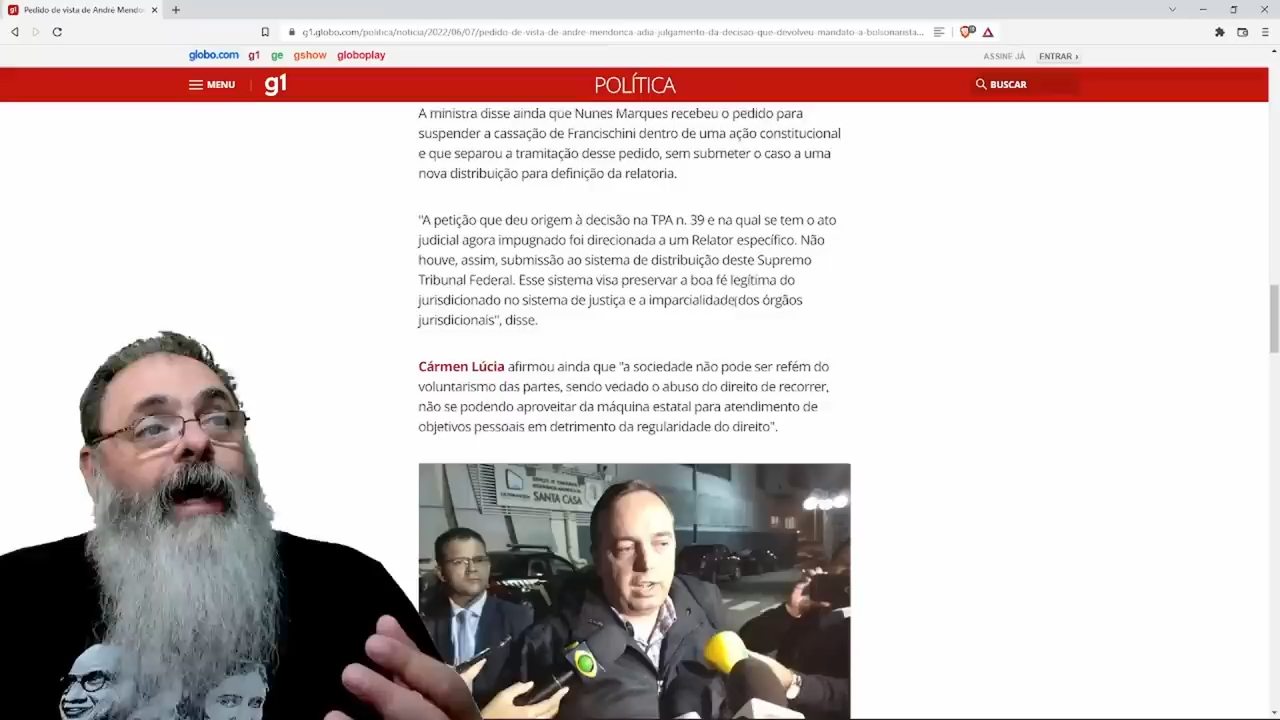 Pedido de vista de André Mendo
g1.globo.com/politica/noticia/2022/06/07/pedido-de-vista-de-andre-mendonca-adia-julgamento-da-decisao-que-devolveu-mandato-a-bolsonarista...
globo.com g1 ge gshow globoplay ASSINE JÁ ENTRAR ›
MENU g1 POLÍTICA BUSCAR
A ministra disse ainda que Nunes Marques recebeu o pedido para
suspender a cassação de Francischini dentro de uma ação constitucional
e que separou a tramitação desse pedido, sem submeter o caso a uma
nova distribuição para definição da relatoria.
"A petição que deu origem à decisão na TPA n. 39 e na qual se tem o ato
judicial agora impugnado foi direcionada a um Relator específico. Não
houve, assim, submissão ao sistema de distribuição deste Supremo
Tribunal Federal. Esse sistema visa preservar a boa fé legítima do
jurisdicionado no sistema de justiça e a imparcialidade dos órgãos
jurisdicionais", disse.
Cármen Lúcia afirmou ainda que "a sociedade não pode ser refém do
voluntarismo das partes, sendo vedado o abuso do direito de recorrer,
não se podendo aproveitar da máquina estatal para atendimento de
objetivos pessoais em detrimento da regularidade do direito".
SANTA CASA